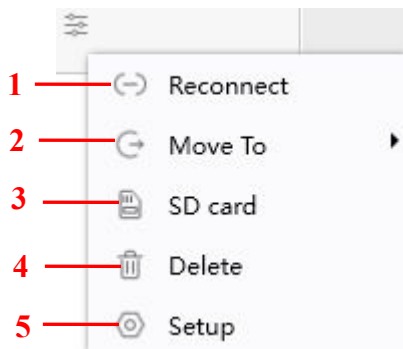 1 Reconnect
2 Move To
3 SD card
4 Delete
5 Setup